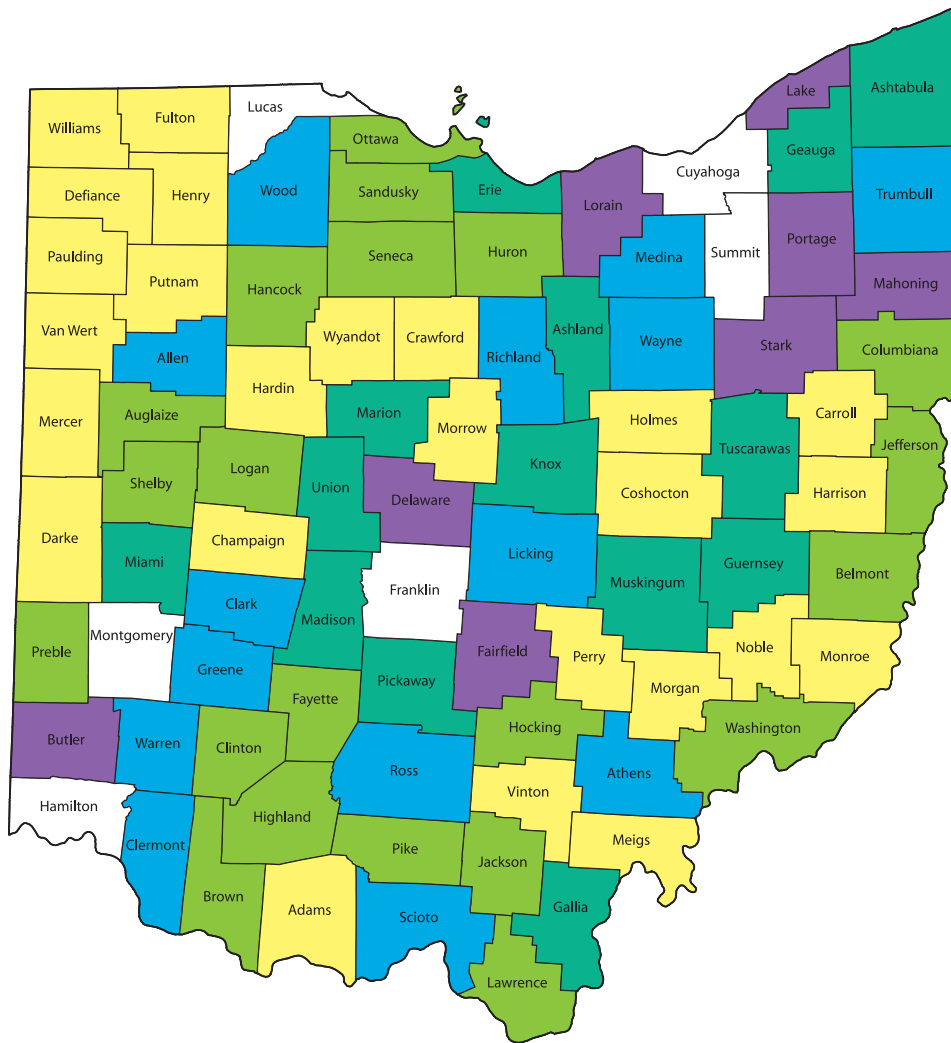 Lake
Ashtabula
Lucas
Fulton
Williams
Ottawa
Geauga
Cuyahoga
Wood
Sandusky
Erie
Defiance
Henry
Trumbull
Lorain
Portage
Summit
Huron
Seneca
Medina
Paulding
Putnam
Hancock
Mahoning
Van Wert
Wyandot
Crawford
Ashland
Wayne
Stark
Columbiana
Allen
Richland
Hardin
Auglaize
Marion
Mercer
Morrow
Holmes
Carroll
Tuscarawas
Jefferson
Knox
Logan
Shelby
Union
Delaware
Coshocton
Harrison
Darke
Champaign
Miami
Licking
Guernsey
Belmont
Muskingum
Franklin
Clark
Madison
Montgomery
Preble
Fairfield
Perry
Noble
Monroe
Greene
Pickaway
Morgan
Fayette
Hocking
Washington
Butler
Warren
Clinton
Ross
Athens
Vinton
Hamilton
Highland
Meigs
Clermont
Pike
Jackson
Brown
Adams
Scioto
Gallia
Lawrence